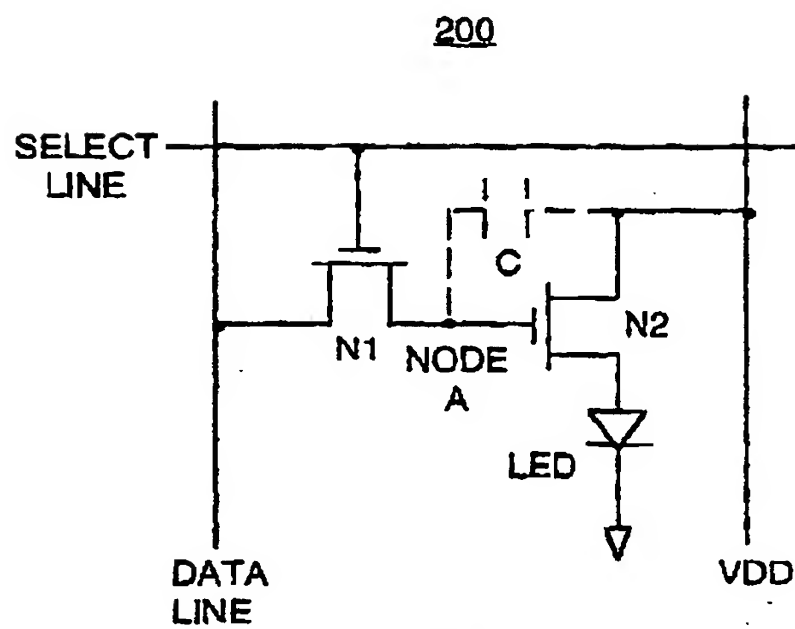 200
SELECT
LINE
C
N1
NODE
A
N2
LED
DATA
LINE
VDD